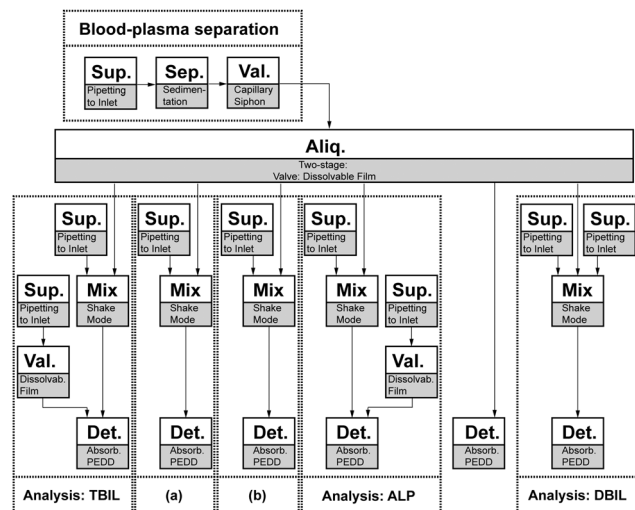 Blood-plasma separation
Sup. Sep. Val.
Pipetting Sedimen- Capillary
to Inlet tation Siphon
Aliq.
Two-stage:
Valve: Dissolvable Film
Sup. Sup. Sup. Sup. Sup. Sup.
Pipetting Pipetting Pipetting Pipetting Pipetting Pipetting
to Inlet to Inlet to Inlet to Inlet to Inlet to Inlet
Sup. Mix Mix Mix Mix Sup. Mix
Pipetting Shake Shake Shake Shake Pipetting Shake
to Inlet Mode Mode Mode Mode to Inlet Mode
Val. Val.
Dissolvab. Dissolvab.
Film Film
Det. Det. Det. Det. Det. Det.
Absorb. Absorb. Absorb. Absorb. Absorb. Absorb.
PEDD PEDD PEDD PEDD PEDD PEDD
Analysis: TBIL (a) (b) Analysis: ALP Analysis: DBIL